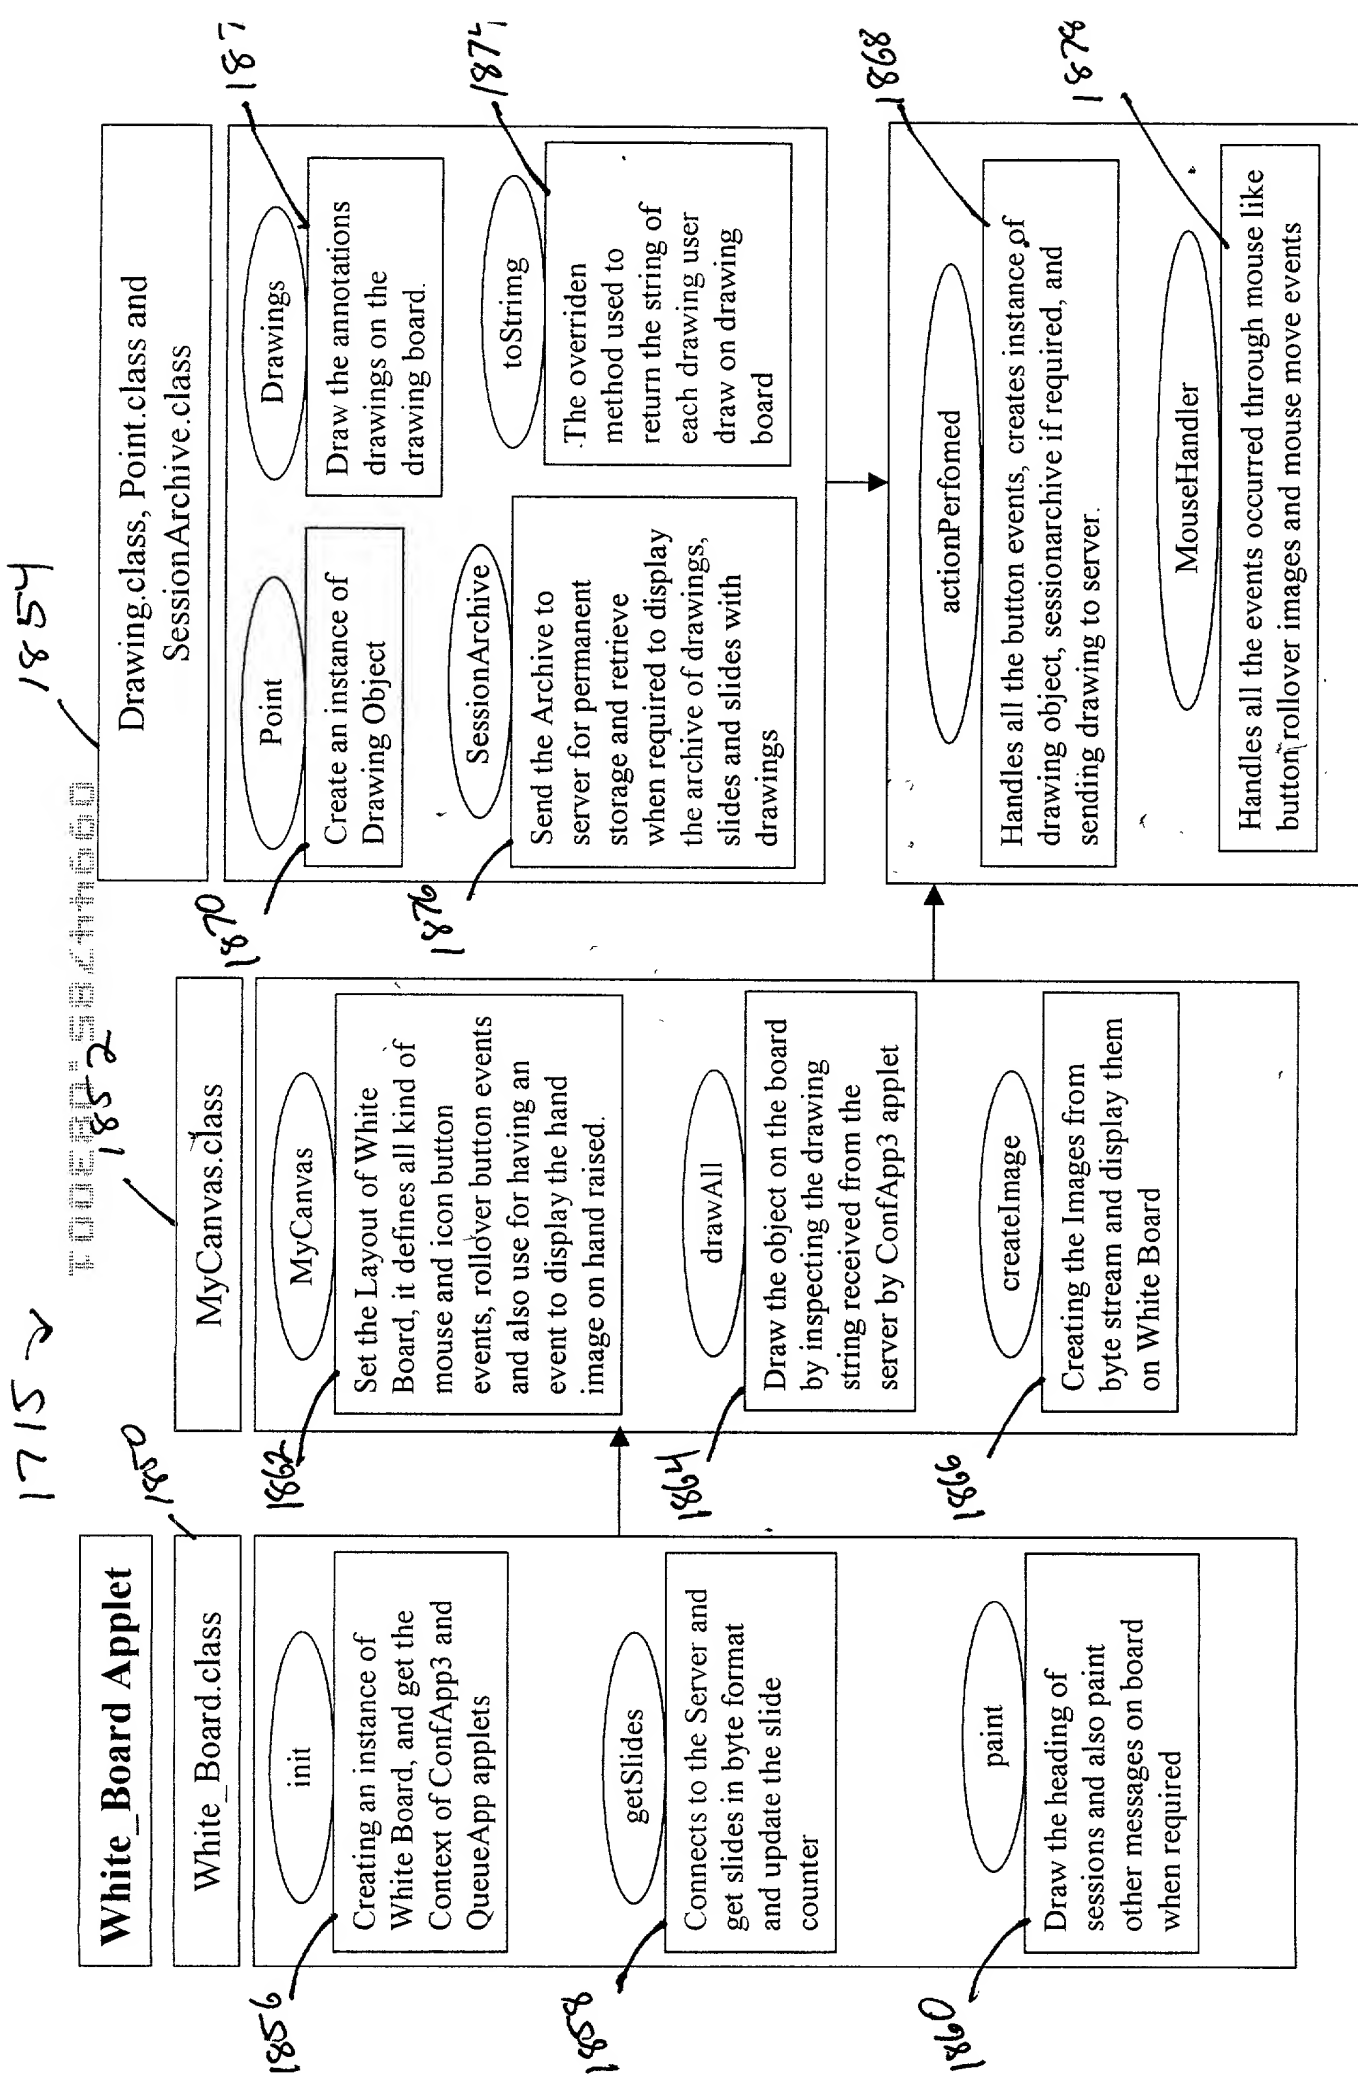 1715
White_Board Applet
1850
White_Board.class
init
1856
Creating an instance of
White Board, and get the
Context of ConfApp3 and
QueueApp applets
getSlides
1858
Connects to the Server and
get slides in byte format
and update the slide
counter
paint
1860
Draw the heading of
sessions and also paint
other messages on board
when required
1852
MyCanvas.class
MyCanvas
1862
Set the Layout of White
Board, it defines all kind of
mouse and icon button
events, rollover button events
and also use for having an
event to display the hand
image on hand raised.
drawAll
1864
Draw the object on the board
by inspecting the drawing
string received from the
server by ConfApp3 applet
createImage
1866
Creating the Images from
byte stream and display them
on White Board
1854
Drawing.class, Point.class and
SessionArchive.class
Point
1870
Create an instance of
Drawing Object
Drawings
Draw the annotations
drawings on the
drawing board.
SessionArchive
1876
Send the Archive to
server for permanent
storage and retrieve
when required to display
the archive of drawings,
slides and slides with
drawings
toString
1874
The overriden
method used to
return the string of
each drawing user
draw on drawing
board
actionPerfomed
1868
Handles all the button events, creates instance of
drawing object, sessionarchive if required, and
sending drawing to server.
MouseHandler
1878
Handles all the events occurred through mouse like
button rollover images and mouse move events